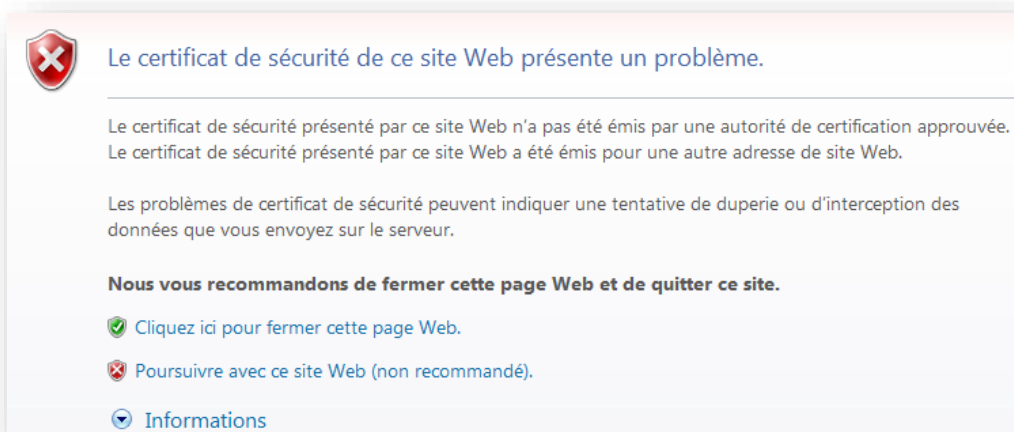 Le certificat de sécurité de ce site Web présente un problème.
Le certificat de sécurité présenté par ce site Web n'a pas été émis par une autorité de certification approuvée.
Le certificat de sécurité présenté par ce site Web a été émis pour une autre adresse de site Web.
Les problèmes de certificat de sécurité peuvent indiquer une tentative de duperie ou d'interception des
données que vous envoyez sur le serveur.
Nous vous recommandons de fermer cette page Web et de quitter ce site.
Cliquez ici pour fermer cette page Web.
Poursuivre avec ce site Web (non recommandé).
Informations